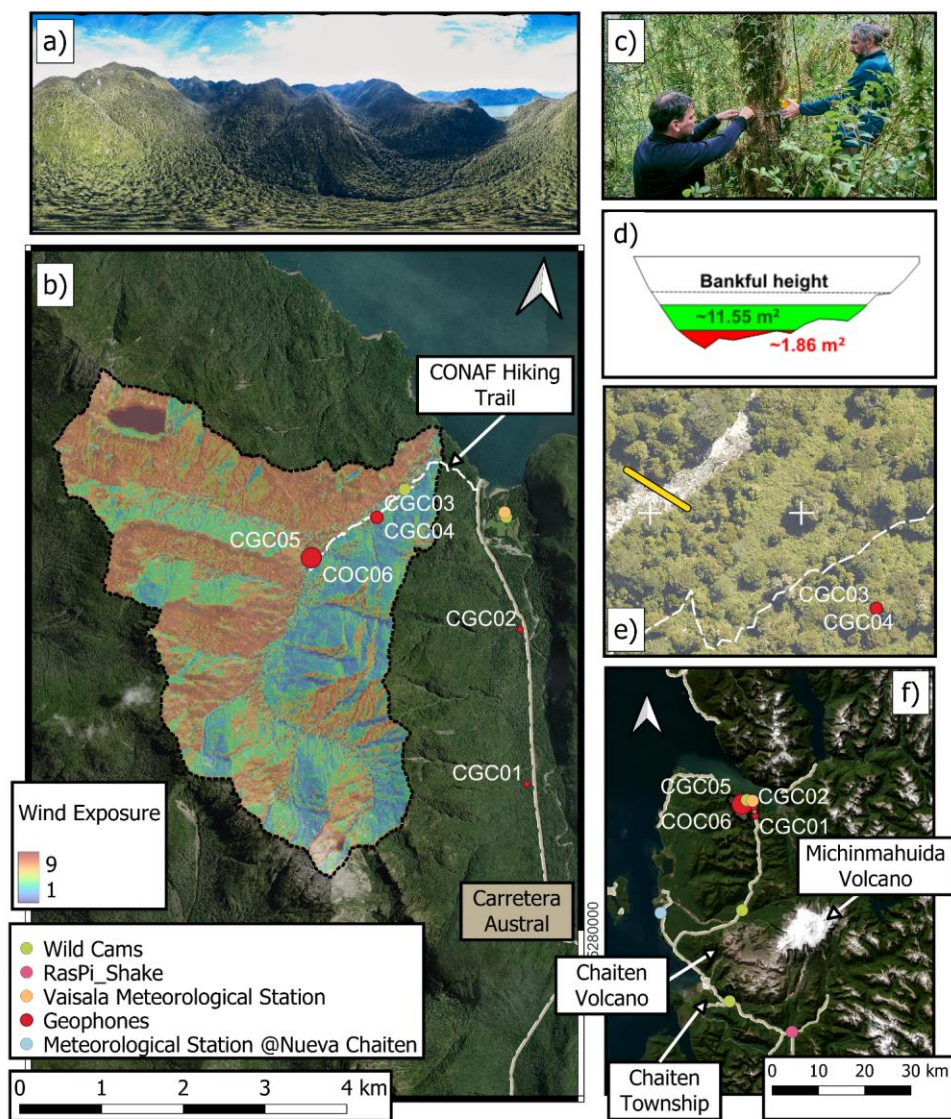 a)
c)
d)
Bankful height
~11.55 m²
~1.86 m²
b)
CONAF Hiking
Trail
CGC03
CGC04
CGC05
COC06
CGC02
CGC01
Wind Exposure
9
1
Carretera
Austral
5280000
Wild Cams
RasPi_Shake
Vaisala Meteorological Station
Geophones
Meteorological Station @Nueva Chaiten
0 1 2 3 4 km
e)
CGC03
CGC04
f)
CGC05
CGC02
COC06
CGC01
Michinmahuida
Volcano
Chaiten
Volcano
Chaiten
Township
0 10 20 30 km